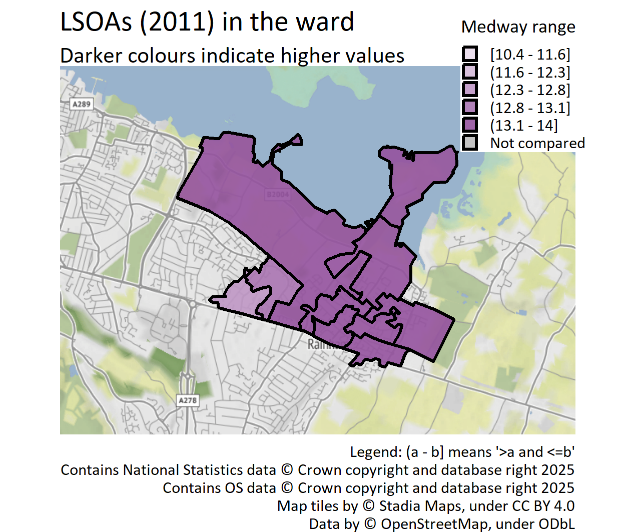 LSOAs (2011) in the ward
Darker colours indicate higher values
Medway range
[10.4 - 11.6]
(11.6 - 12.3]
(12.3 - 12.8]
(12.8 - 13.1]
(13.1 - 14]
Not compared
A289
A278
Legend: (a - b] means '>a and <=b'
Contains National Statistics data © Crown copyright and database right 2025
Contains OS data © Crown copyright and database right 2025
Map tiles by © Stadia Maps, under CC BY 4.0
Data by © OpenStreetMap, under ODbL